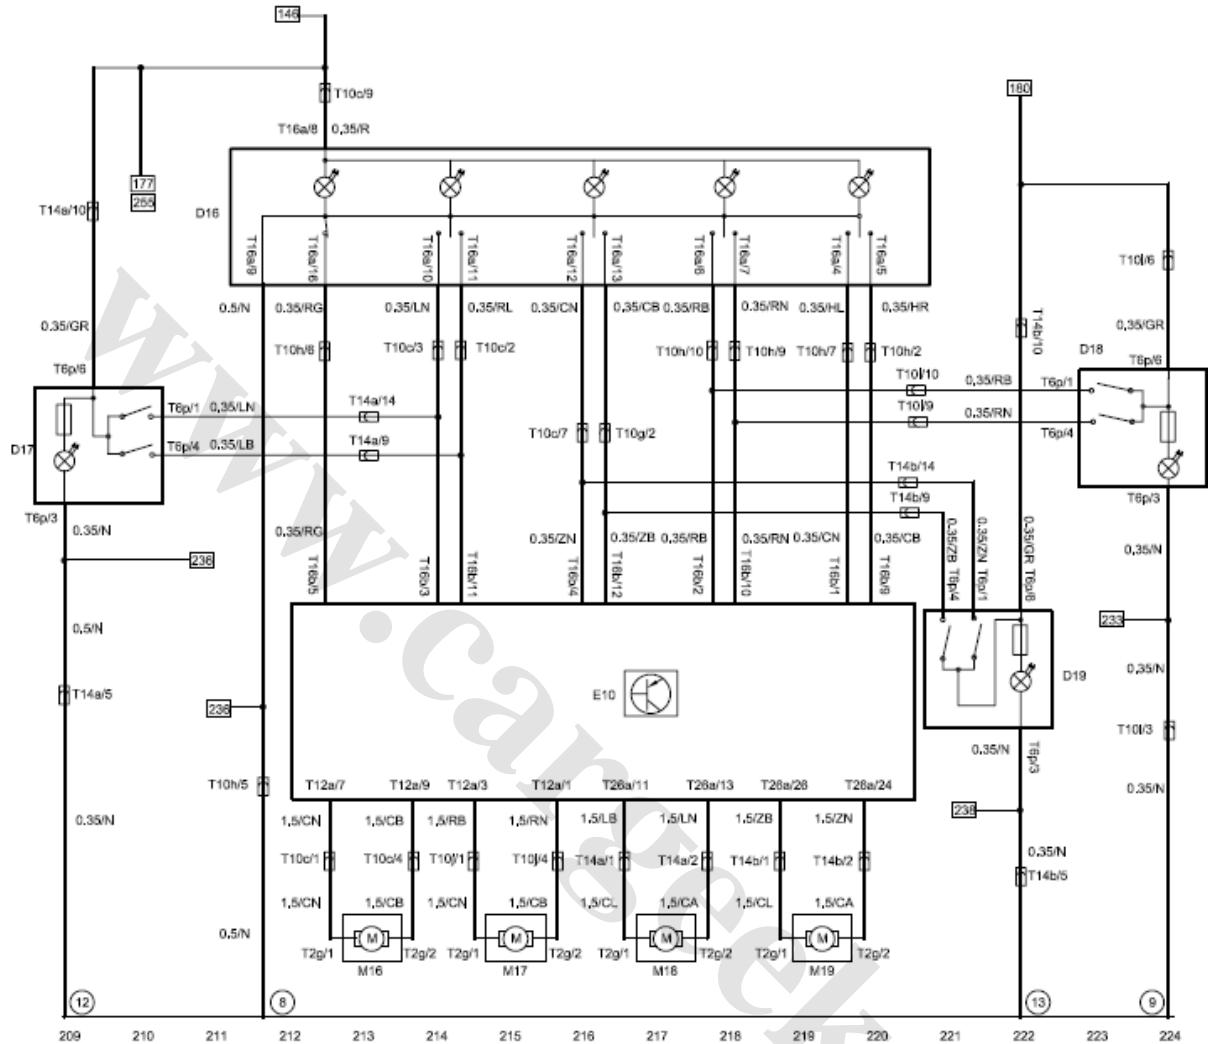 146
T10c/9
180
T16a/8 0,35/R
177
255
T14a/10
D16
T16a/9
T16a/16
T16a/10
T16a/11
T16a/12
T16a/13
T16a/6
T16a/7
T16a/4
T16a/5
T10l/6
0.5/N 0.35/RG 0.35/LN 0.35/RL 0.35/CN 0.35/CB 0.35/RB 0.35/RN 0.35/HL 0.35/HR
0.35/GR
T14b/10
0.35/GR
T10h/6 T10c/3 T10c/2 T10h/10 T10h/9 T10h/7 T10h/2
D18
T6p/6
T6p/6
T10l/10 0,35/RB T6p/1
T6p/1 0,35/LN T14a/14
T10l/9 0.35/RN T6p/4
T6p/4 0.35/LB T14a/9
T10c/7 T10g/2
D17
T14b/14
T14b/9
T6p/3 0.35/N
T6p/3
0.35/RG 0.35/ZN 0.35/ZB 0.35/RB 0.35/RN 0.35/CN 0.35/CB
0.35/ZB T6p/4
0.35/ZN T6p/1
0.35/GR T6p/6
0.35/N
236
T16b/5
T16b/3
T16b/11
T16b/4
T16b/12
T16b/2
T16b/10
T16b/1
T16b/9
0.5/N
233
0.35/N
T14a/5
E10
D19
236
T10l/3
0.35/N T6p/3
T10h/5
T12a/7 T12a/9 T12a/3 T12a/1 T26a/11 T26a/13 T26a/26 T26a/24
0.35/N
238
0.35/N
1,5/CN 1,5/CB 1,5/RB 1,5/RN 1.5/LB 1.5/LN 1.5/ZB 1.5/ZN
0.35/N
T10c/1 T10c/4 T10j/1 T10j/4 T14a/1 T14a/2 T14b/1 T14b/2
T14b/5
1,5/CN 1,5/CB 1,5/CN 1,5/CB 1,5/CL 1,5/CA 1,5/CL 1,5/CA
0.5/N
M M M M
T2g/1 T2g/2 T2g/1 T2g/2 T2g/1 T2g/2 T2g/1 T2g/2
M16 M17 M18 M19
12 8 13 9
209 210 211 212 213 214 215 216 217 218 219 220 221 222 223 224
www.cargeek